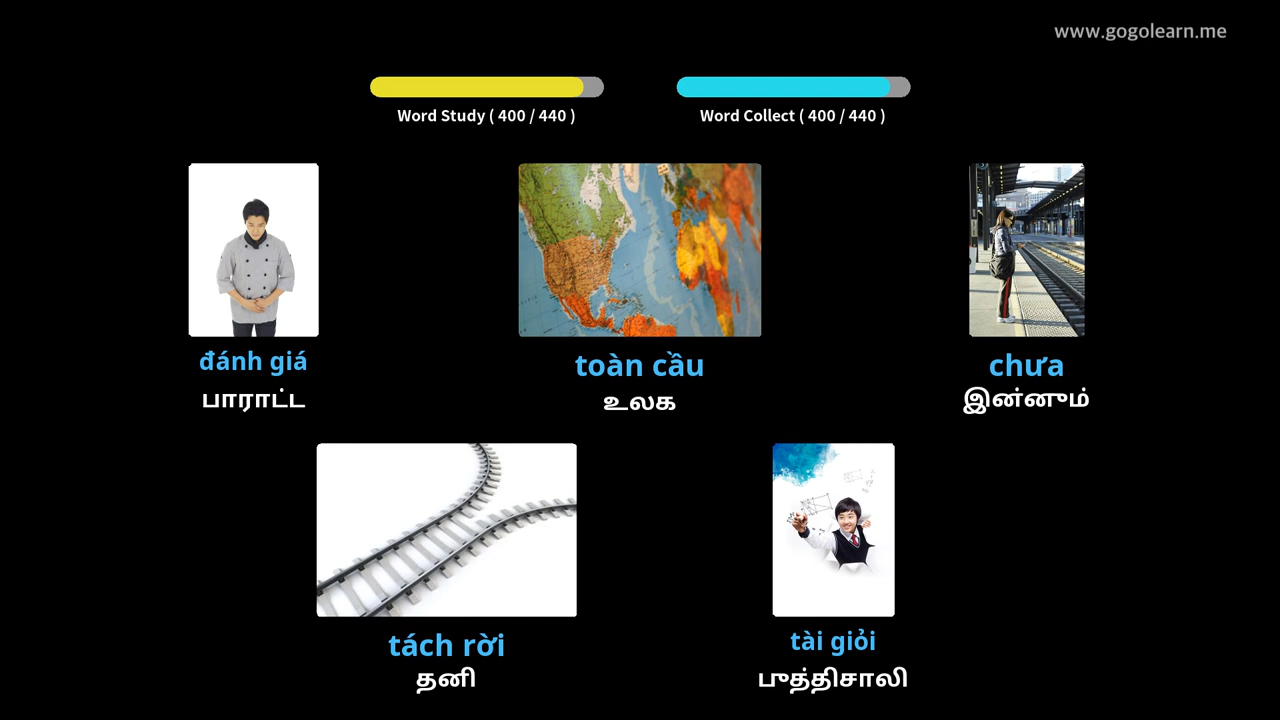 www.gogolearn.me
Word Study ( 400 / 440 )
Word Collect ( 400 / 440 )
đánh giá
பாராட்ட
toàn cầu
உலக
chưa
இன்னும்
tách rời
தனி
tài giỏi
புத்திசாலி